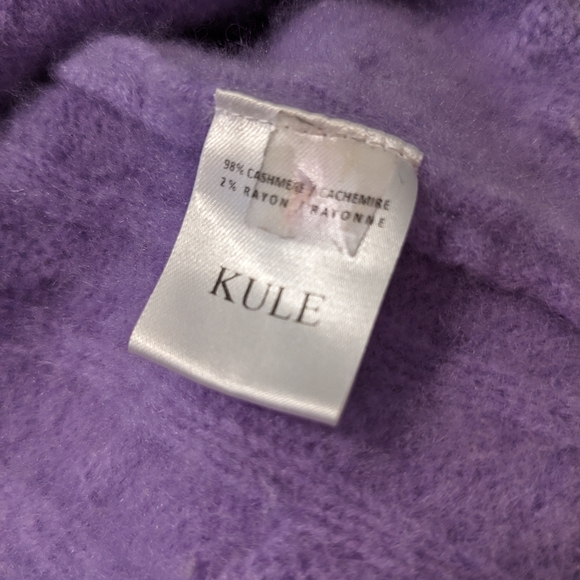 98% CASHMERE / CACHEMIRE
2% RAYON / RAYONNE
KULE